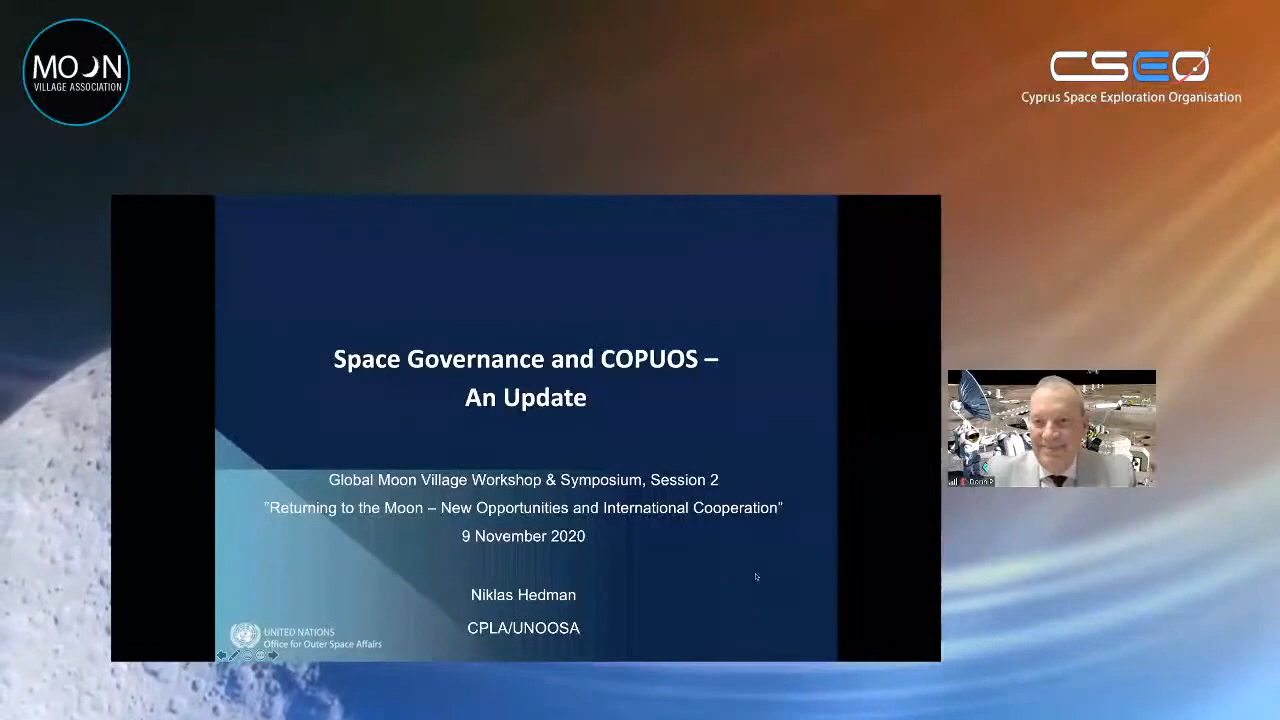 MOON
VILLAGE ASSOCIATION
CSEO
Cyprus Space Exploration Organisation
Space Governance and COPUOS –
An Update
Global Moon Village Workshop & Symposium, Session 2
"Returning to the Moon – New Opportunities and International Cooperation"
9 November 2020
Niklas Hedman
CPLA/UNOOSA
UNITED NATIONS
Office for Outer Space Affairs